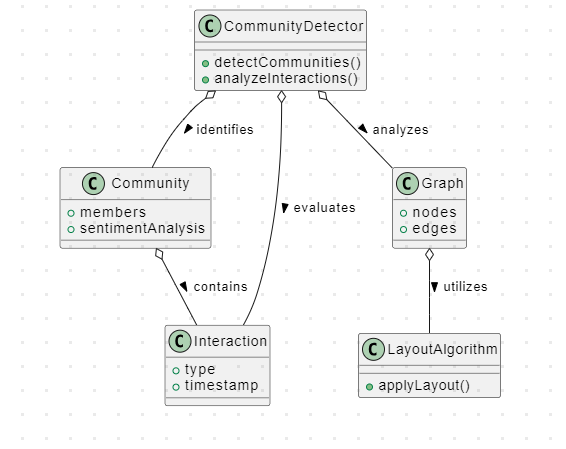 C CommunityDetector
detectCommunities()
analyzeInteractions()
identifies
analyzes
C Community
members
sentimentAnalysis
C Graph
nodes
edges
evaluates
contains
utilizes
C Interaction
type
timestamp
C LayoutAlgorithm
applyLayout()